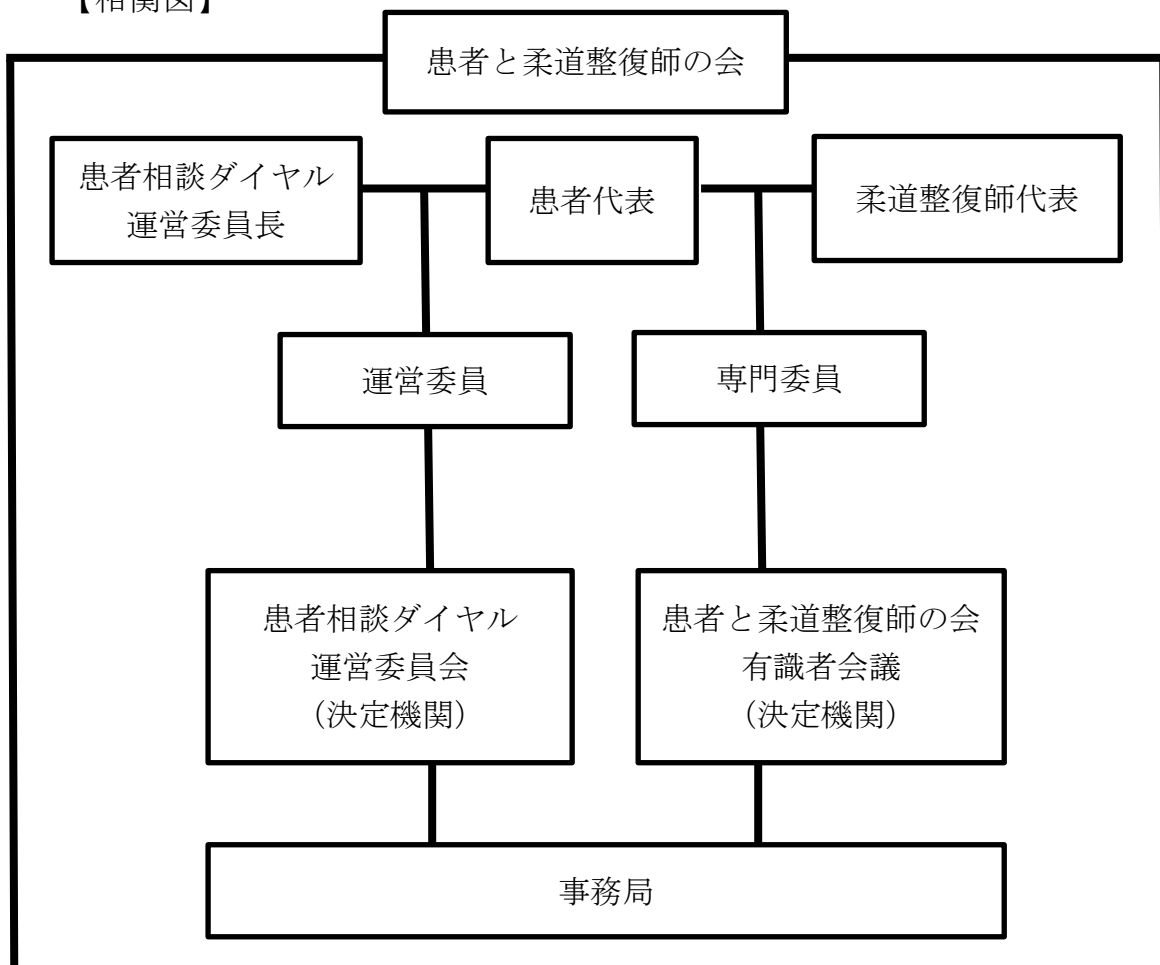 【相関図】
患者と柔道整復師の会
患者相談ダイヤル
運営委員長
患者代表
柔道整復師代表
運営委員
専門委員
患者相談ダイヤル
運営委員会
（決定機関）
患者と柔道整復師の会
有識者会議
（決定機関）
事務局